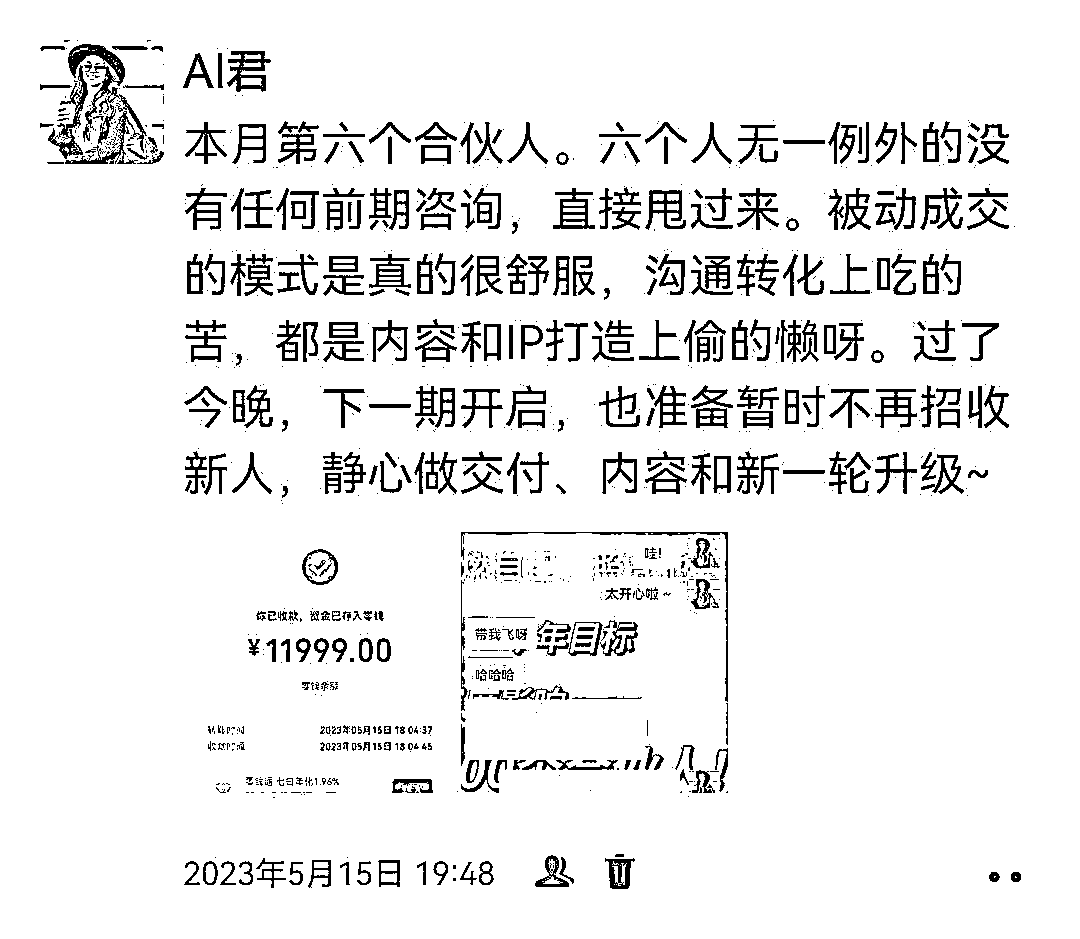 AI君
本月第六个合伙人。六个人无一例外的没
有任何前期咨询，直接甩过来。被动成交
的模式是真的很舒服，沟通转化上吃的
苦，都是内容和IP打造上偷的懒呀。过了
今晚，下一期开启，也准备暂时不再招收
新人，静心做交付、内容和新一轮升级~
你已收款，资金已存入零钱
¥11999.00
零钱余额
转账时间 2023年05月15日 18:04:37
收款时间 2023年05月15日 18:04:45
零钱通 七日年化1.96%
哇!
太开心啦~
带我飞呀
年目标
哈哈哈
2023年5月15日 19:48